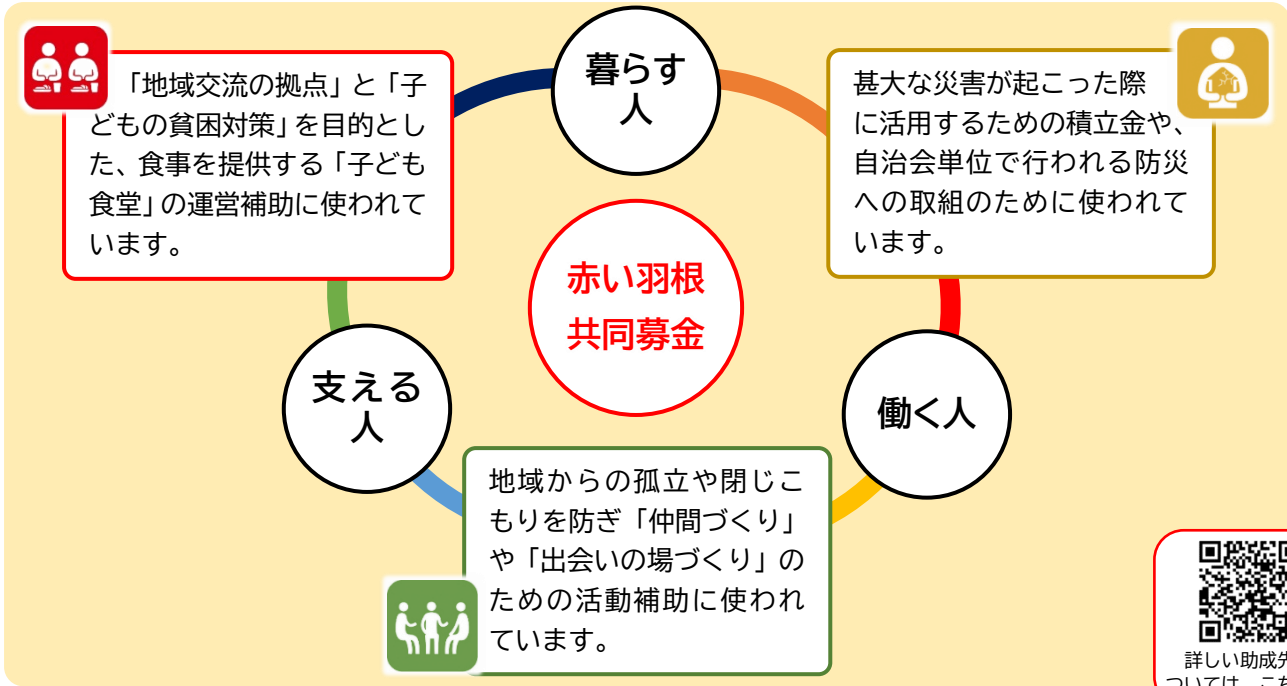 暮らす
人
「地域交流の拠点」と「子
どもの貧困対策」を目的とし
た、食事を提供する「子ども
食堂」の運営補助に使われて
います。
甚大な災害が起こった際
に活用するための積立金や、
自治会単位で行われる防災
への取組のために使われて
います。
赤い羽根
共同募金
支える
人
働く人
地域からの孤立や閉じこ
もりを防ぎ「仲間づくり」
や「出会いの場づくり」の
ための活動補助に使われ
ています。
詳しい助成先
ついては、こち